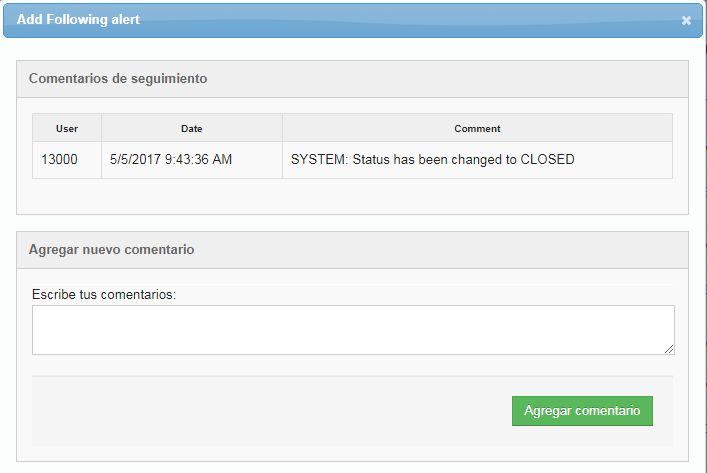 Add Following alert
Comentarios de seguimiento
User Date Comment
13000 5/5/2017 9:43:36 AM SYSTEM: Status has been changed to CLOSED
Agregar nuevo comentario
Escribe tus comentarios:
Agregar comentario